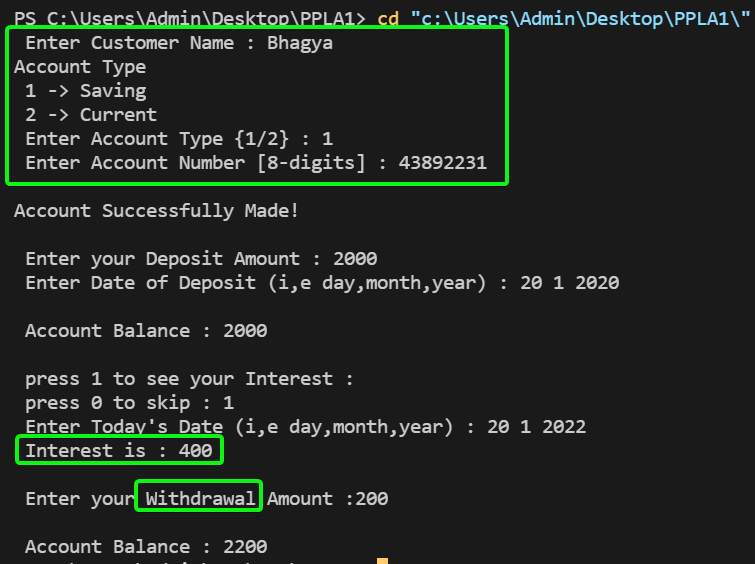 PS C:\Users\Admin\Desktop\PPLA1> cd "c:\Users\Admin\Desktop\PPLA1\"
Enter Customer Name : Bhagya
Account Type
1 -> Saving
2 -> Current
Enter Account Type {1/2} : 1
Enter Account Number [8-digits] : 43892231
Account Successfully Made!
Enter your Deposit Amount : 2000
Enter Date of Deposit (i,e day,month,year) : 20 1 2020
Account Balance : 2000
press 1 to see your Interest :
press 0 to skip : 1
Enter Today's Date (i,e day,month,year) : 20 1 2022
Interest is : 400
Enter your Withdrawal Amount :200
Account Balance : 2200